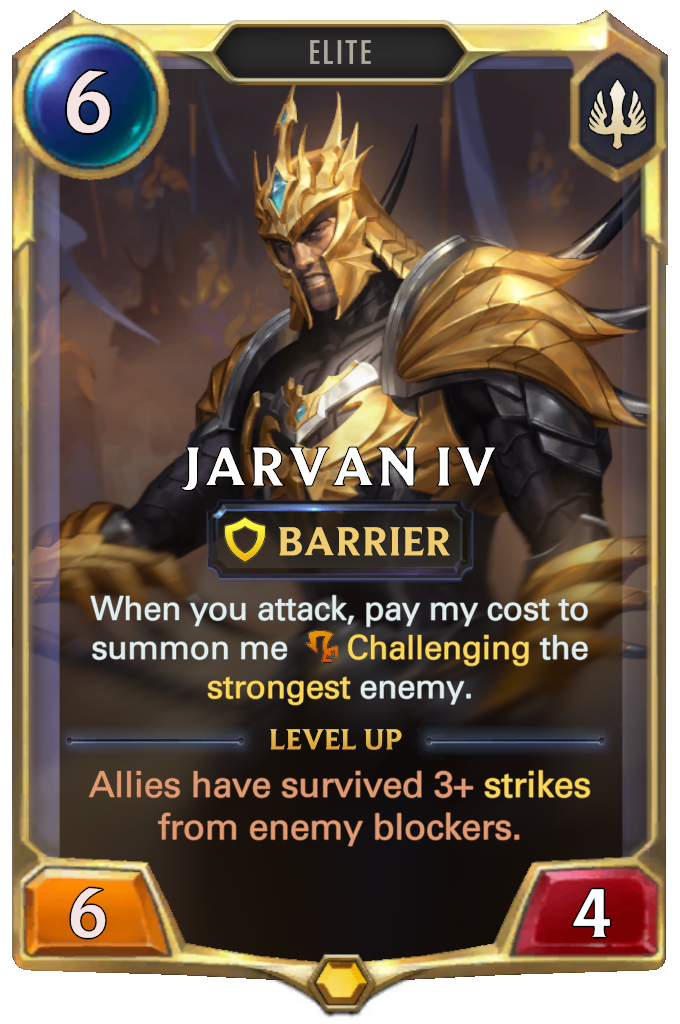 ELITE
6
JARVAN IV
BARRIER
When you attack, pay my cost to
summon me Challenging the
strongest enemy.
LEVEL UP
Allies have survived 3+ strikes
from enemy blockers.
6
4